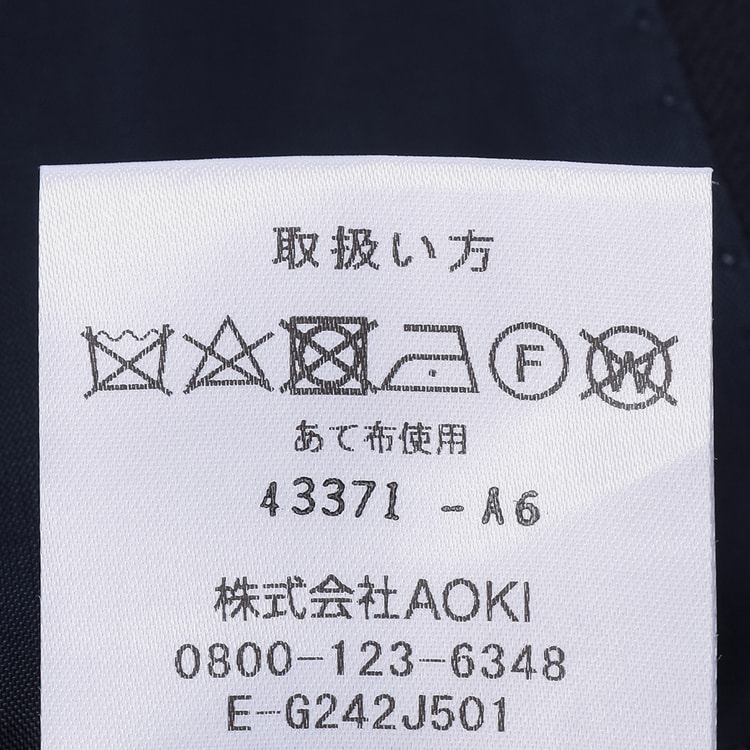 取扱い方
F W
あて布使用
43371 -A6
株式会社AOKI
0800-123-6348
E-G242J501